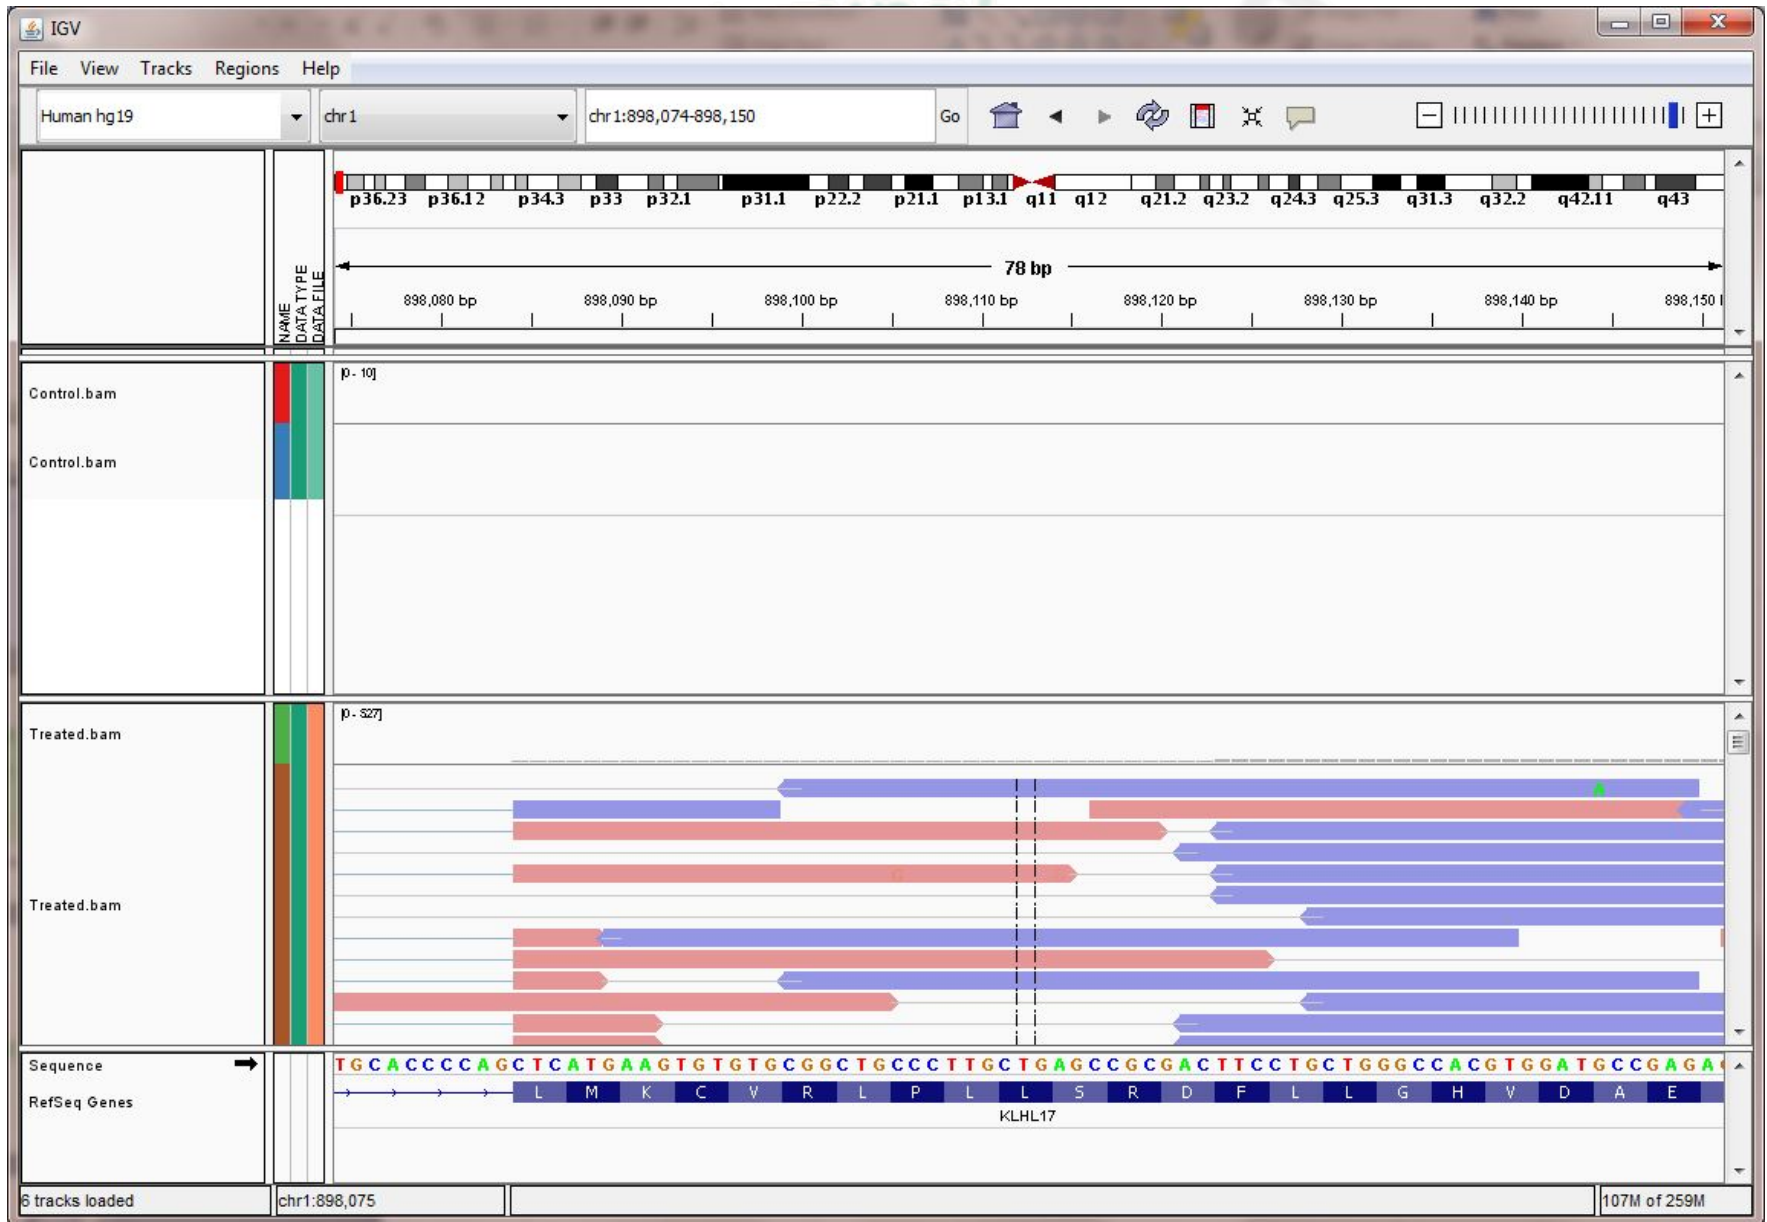 IGV
File View Tracks Regions Help
Human hg19 chr1 chr1:898,074-898,150 Go
p36.23 p36.12 p34.3 p33 p32.1 p31.1 p22.2 p21.1 p13.1 q11 q12 q21.2 q23.2 q24.3 q25.3 q31.3 q32.2 q42.11 q43
78 bp
NAME
DATA TYPE
DATA FILE
898,080 bp 898,090 bp 898,100 bp 898,110 bp 898,120 bp 898,130 bp 898,140 bp 898,150
[0 - 10]
Control.bam
Control.bam
[0 - 527]
Treated.bam
A
G
Treated.bam
Sequence TGCACCCCAGCTCATGAAGTGTGTGCGGCTGCCCTTGCTGAGCCGCGACTTCCTGCTGGGCCACGTGGATGCCGAGA
RefSeq Genes L M K C V R L P L L S R D F L L G H V D A E
KLHL17
6 tracks loaded chr1:898,075 107M of 259M